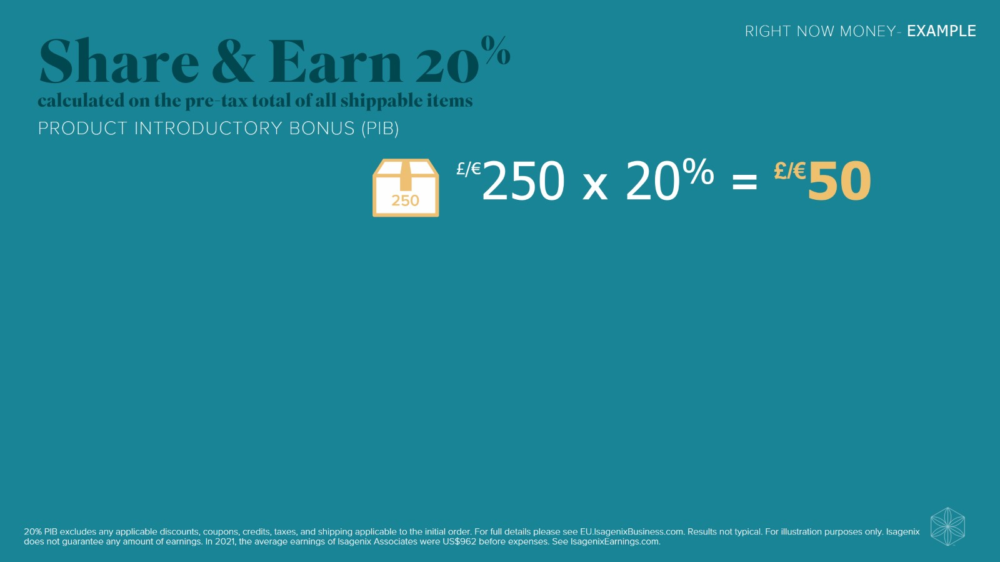 RIGHT NOW MONEY- EXAMPLE
Share & Earn 20%
calculated on the pre-tax total of all shippable items
PRODUCT INTRODUCTORY BONUS (PIB)
250
£/€250 x 20% = £/€50
20% PIB excludes any applicable discounts, coupons, credits, taxes, and shipping applicable to the initial order. For full details please see EU.IsagenixBusiness.com. Results not typical. For illustration purposes only. Isagenix
does not guarantee any amount of earnings. In 2021, the average earnings of Isagenix Associates were US$962 before expenses. See IsagenixEarnings.com.